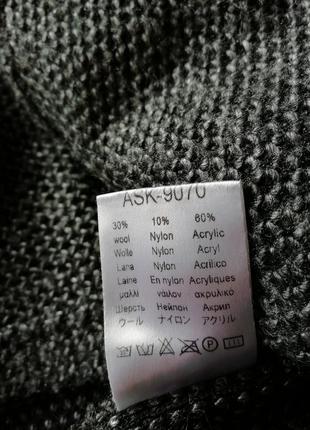 ASK-9070
30% 10% 60%
wool Nylon Acrylic
Wolle Nylon Acryl
Lana Nylon Acrilico
Laine En nylon Acryliques
μαλλί νάιλον ακρυλικό
Шерсть Нейлон Акрил
ウール ナイロン アクリル